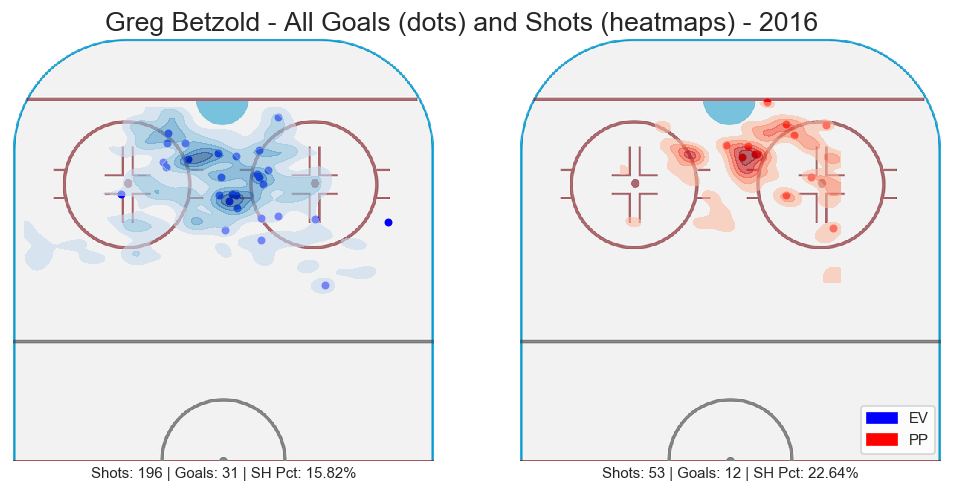 Greg Betzold - All Goals (dots) and Shots (heatmaps) - 2016
EV
PP
Shots: 196 | Goals: 31 | SH Pct: 15.82%
Shots: 53 | Goals: 12 | SH Pct: 22.64%